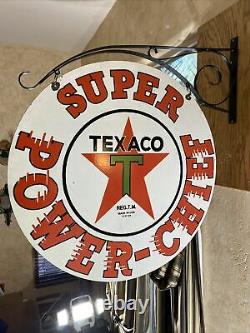 SUPER
TEXACO
T
REG. T.M.
POWER-CHIEF